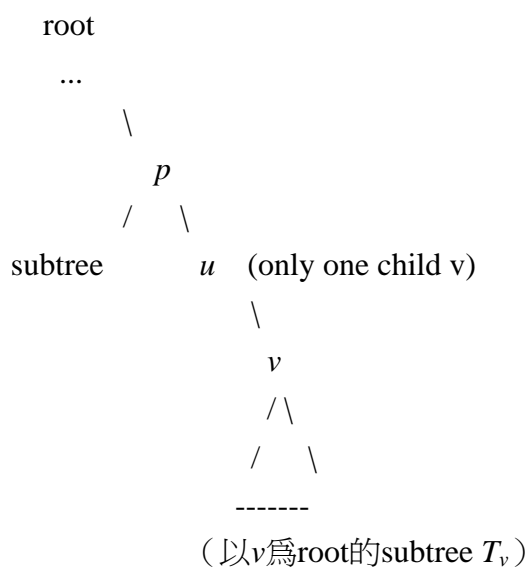 root
...
\
p
/ \
subtree u (only one child v)
\
v
/ \
/ \
-------
（以v為root的subtree Tv）